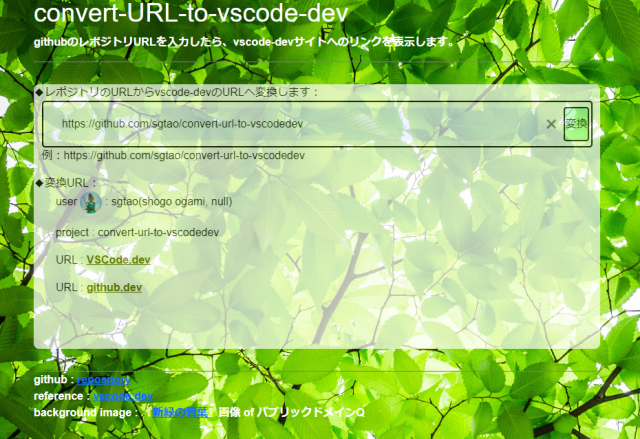 convert-URL-to-vscode-dev
githubのレポジトリURLを入力したら、vscode-devサイトへのリンクを表示します。
◆レポジトリのURLからvscode-devのURLへ変換します：
https://github.com/sgtao/convert-url-to-vscodedev × 変換
例：https://github.com/sgtao/convert-url-to-vscodedev
◆変換URL：
user : sgtao(shogo ogami, null)
project : convert-url-to-vscodedev
URL : VSCode.dev
URL : github.dev
github : repository
reference : vscode.dev
background image : 「新緑の若葉」画像 of パブリックドメインQ